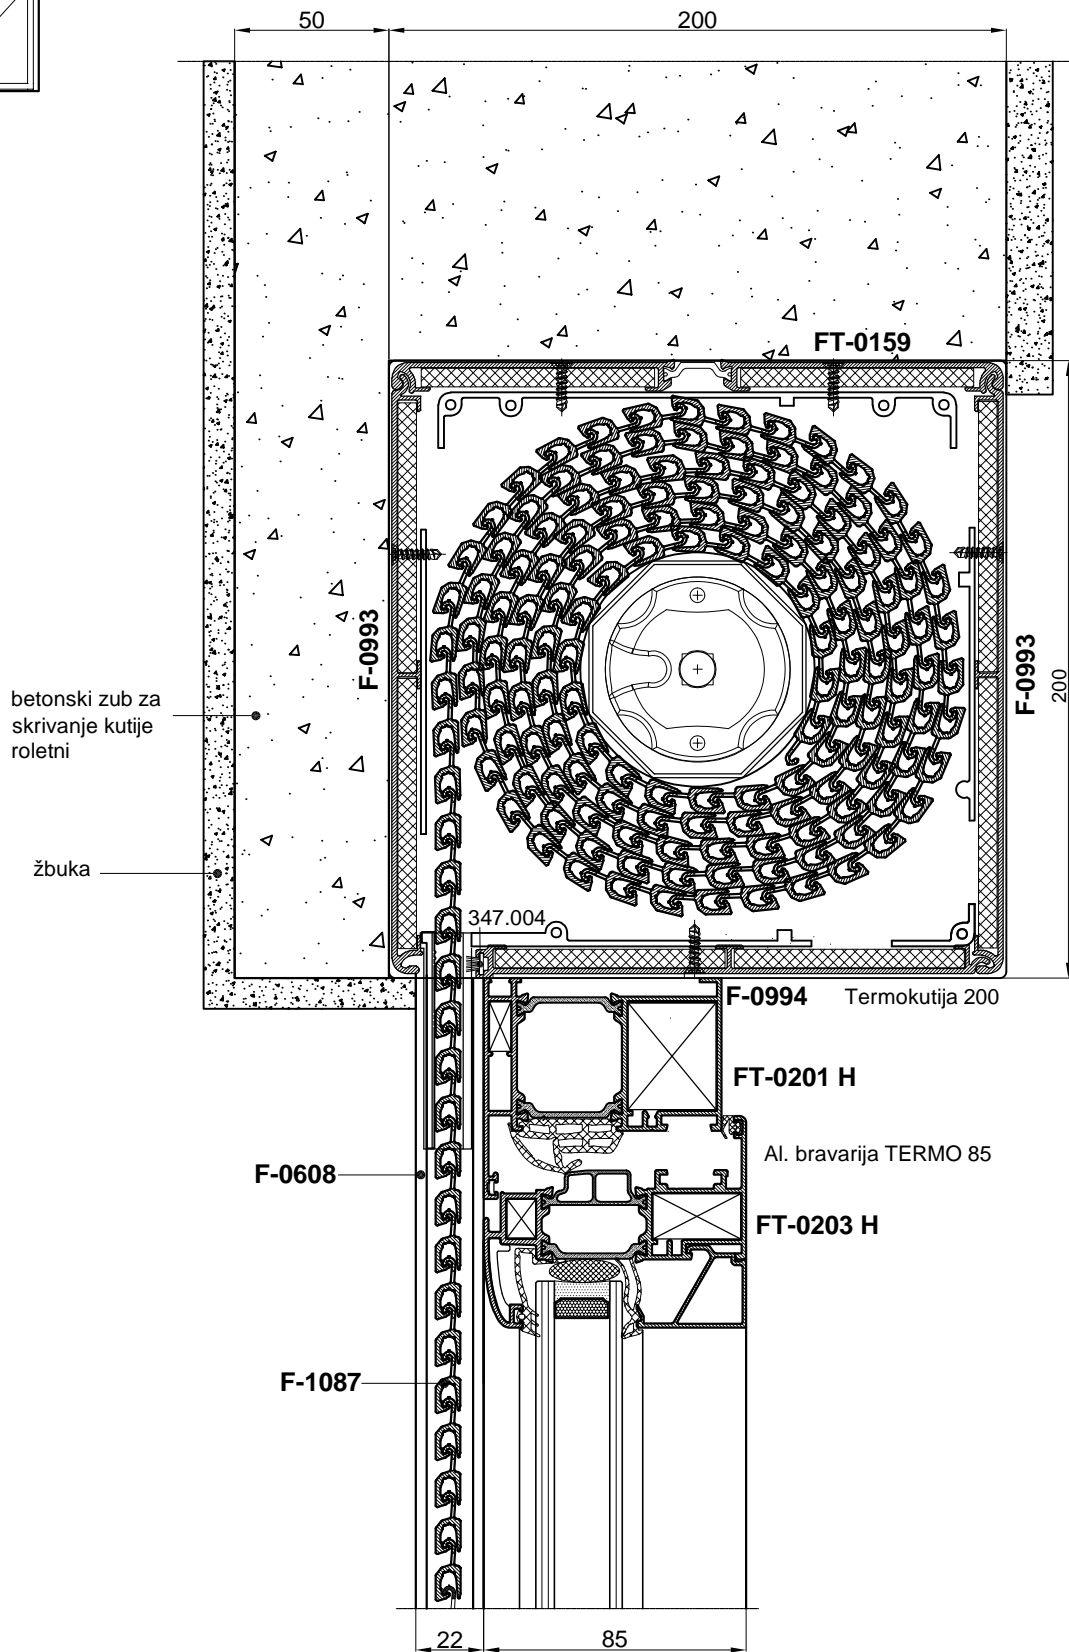 50
200
FT-0159
F-0993
F-0993
200
betonski zub za
skrivanje kutije
roletni
žbuka
347.004
F-0994
Termokutija 200
FT-0201 H
Al. bravarija TERMO 85
F-0608
FT-0203 H
F-1087
22
85